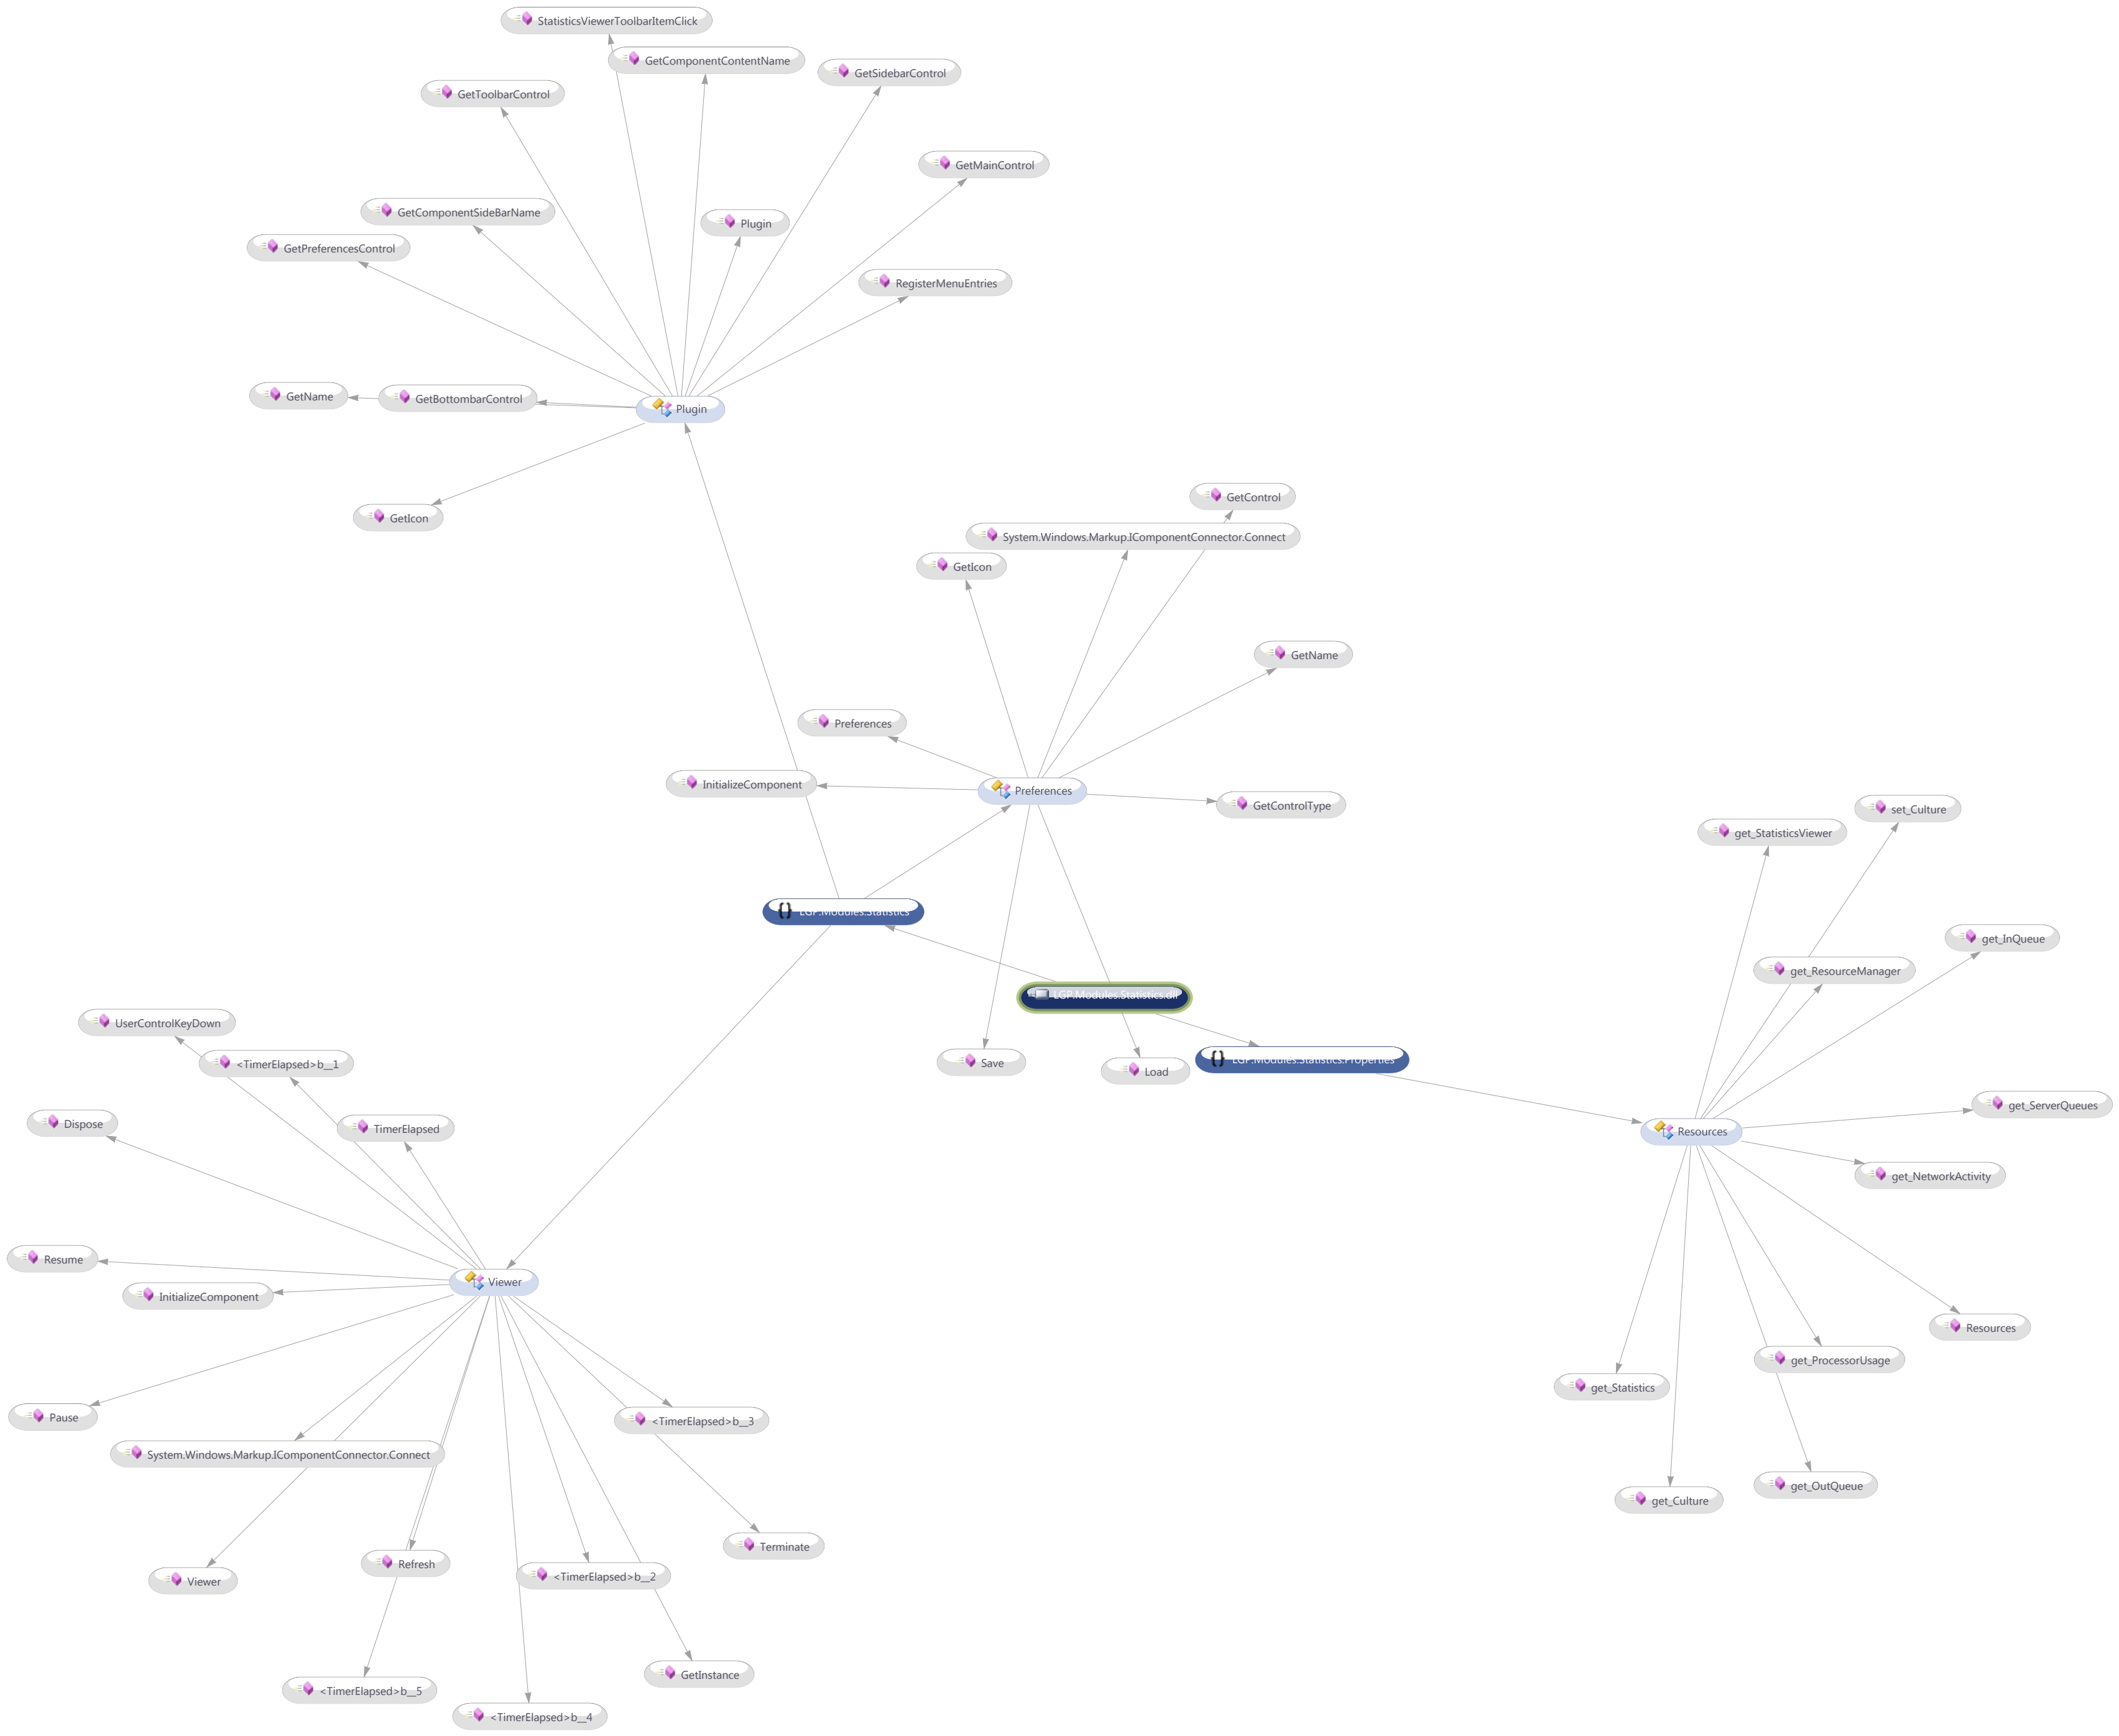 StatisticsViewerToolbarItemClick
GetComponentContentName
GetSidebarControl
GetToolbarControl
GetMainControl
GetComponentSideBarName
Plugin
GetPreferencesControl
RegisterMenuEntries
GetName
GetBottombarControl
Plugin
GetIcon
GetControl
System.Windows.Markup.IComponentConnector.Connect
GetIcon
GetName
Preferences
InitializeComponent
Preferences
GetControlType
set_Culture
get_StatisticsViewer
LGP.Modules.Statistics
get_InQueue
get_ResourceManager
LGP.Modules.Statistics.dll
UserControlKeyDown
<TimerElapsed>b__1
Save
Load
LGP.Modules.Statistics.Properties
get_ServerQueues
Dispose
TimerElapsed
Resources
get_NetworkActivity
Resume
Viewer
InitializeComponent
Resources
get_ProcessorUsage
get_Statistics
Pause
<TimerElapsed>b__3
System.Windows.Markup.IComponentConnector.Connect
get_OutQueue
get_Culture
Terminate
Refresh
Viewer
<TimerElapsed>b__2
GetInstance
<TimerElapsed>b__5
<TimerElapsed>b__4